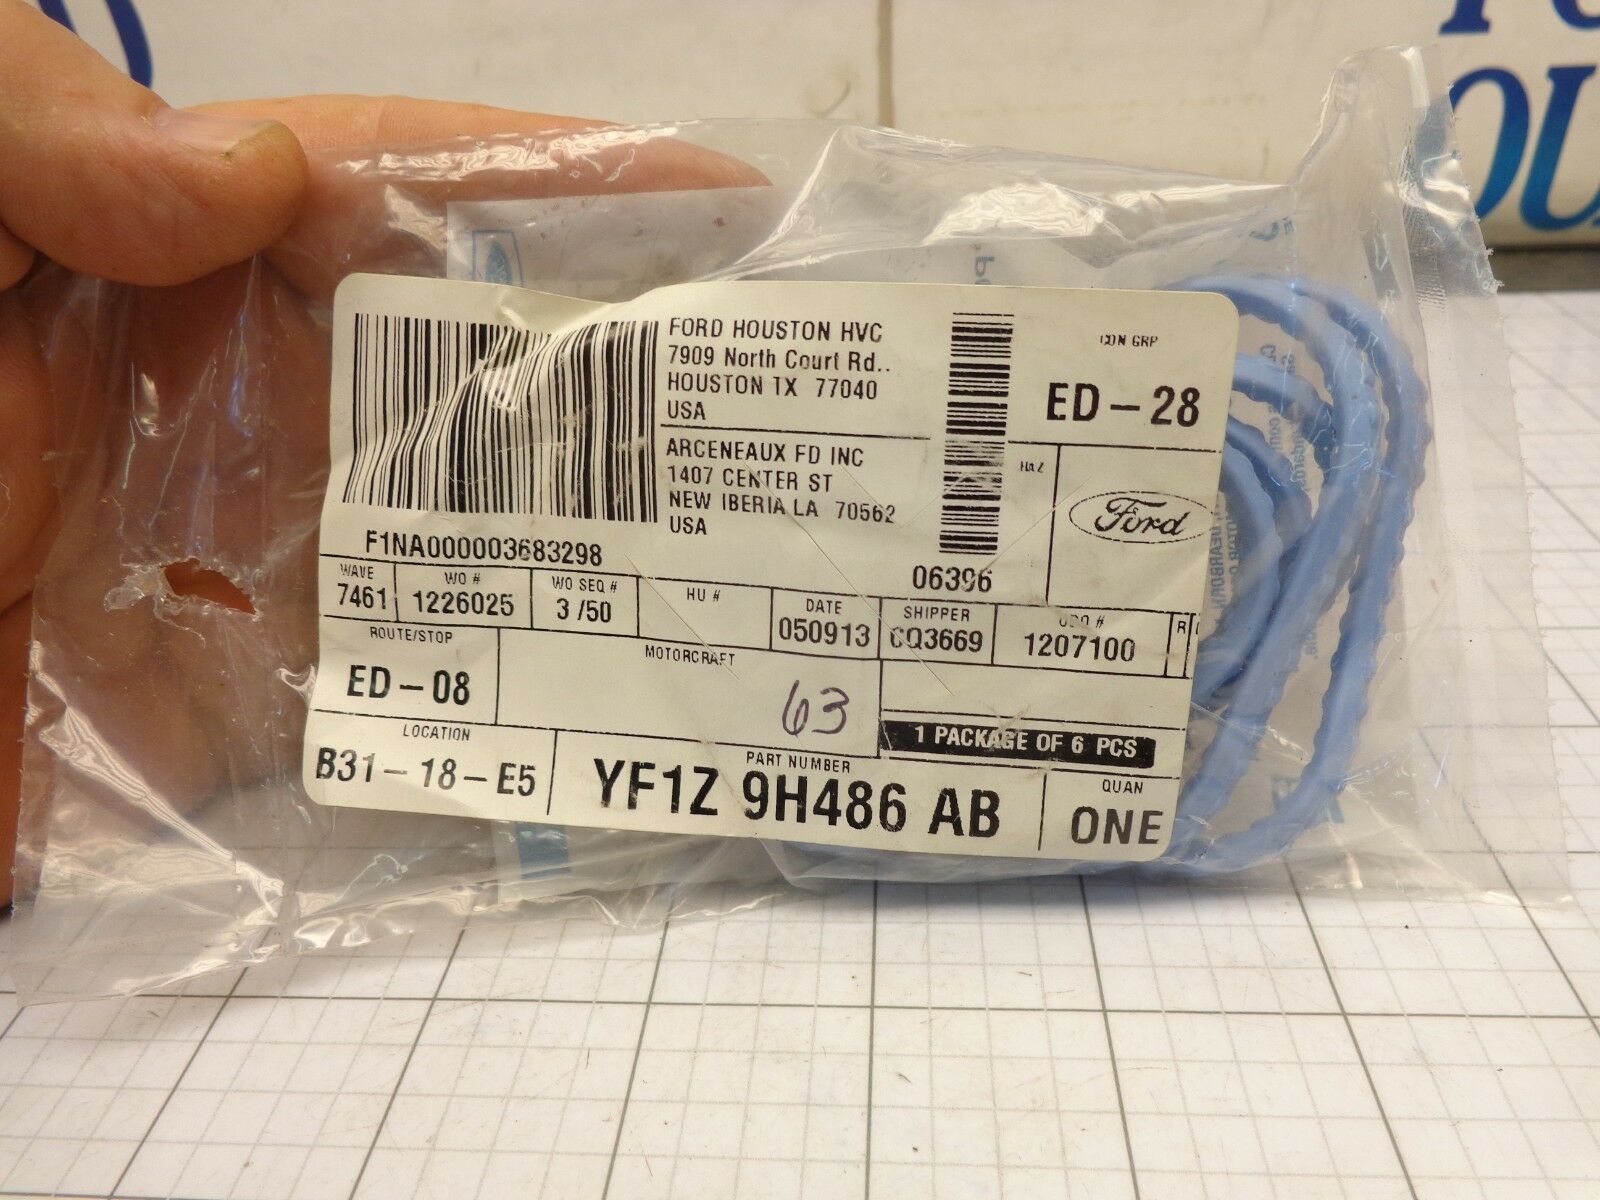 FORD HOUSTON HVC
7909 North Court Rd..
HOUSTON TX 77040
USA
CON GRP
ED-28
ARCENEAUX FD INC
1407 CENTER ST
NEW IBERIA LA 70562
USA
HAZ
Ford
F1NA000003683298
06396
WAVE
7461
WO #
1226025
WO SEQ #
3 /50
HU #
DATE
050913
SHIPPER
CQ3669
1207100
R
ROUTE/STOP
ED-08
MOTORCRAFT
63
1 PACKAGE OF 6 PCS
LOCATION
B31-18-E5
PART NUMBER
YF1Z 9H486 AB
QUAN
ONE